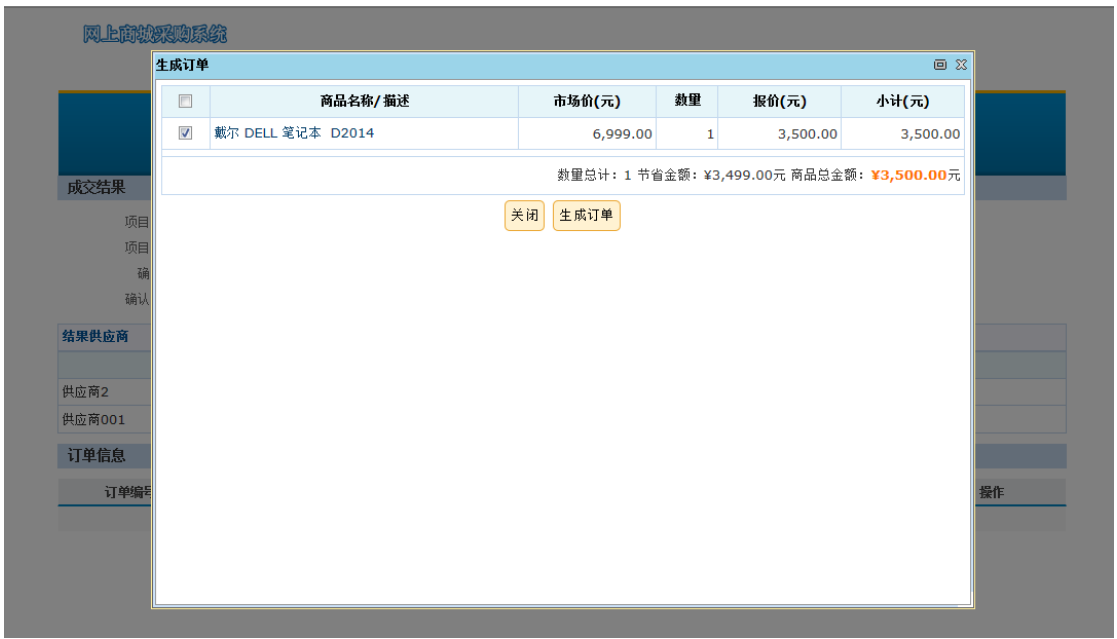 网上商城采购系统
生成订单
商品名称/描述 市场价(元) 数量 报价(元) 小计(元)
戴尔 DELL 笔记本 D2014 6,999.00 1 3,500.00 3,500.00
数量总计: 1 节省金额: ¥3,499.00元 商品总金额: ¥3,500.00元
关闭 生成订单
成交结果
项目
项目
确
确认
结果供应商
供应商2
供应商001
订单信息
订单编号 操作